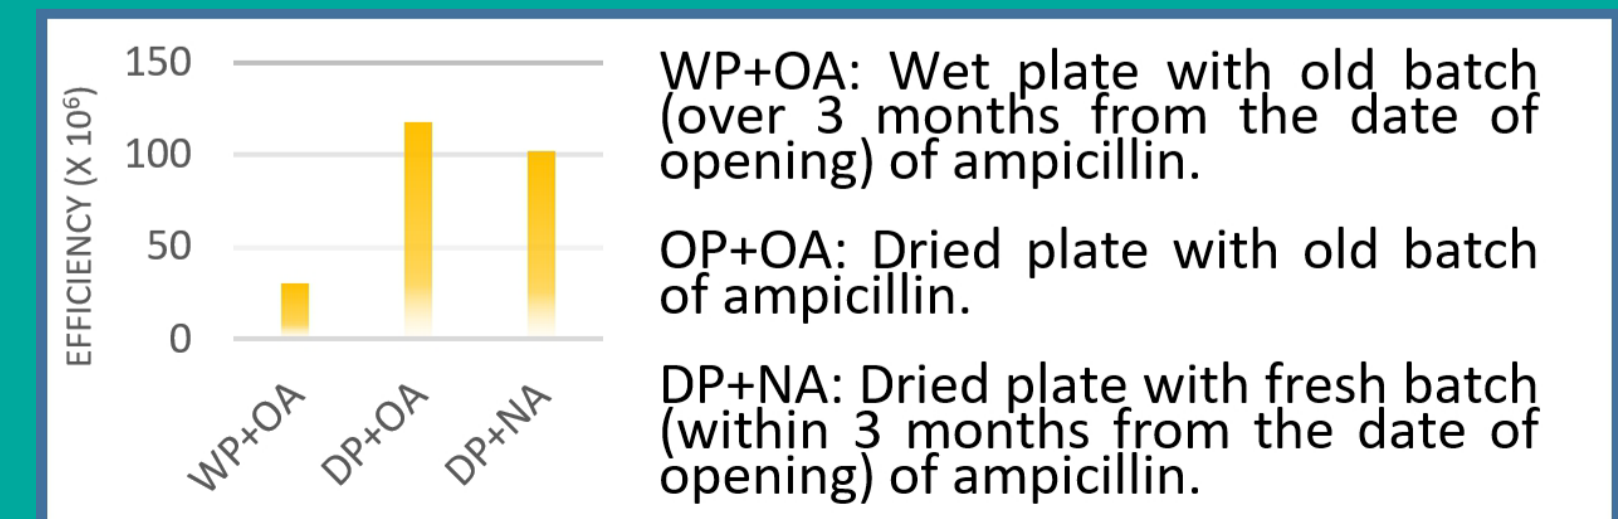 150
100
50
0
EFFICIENCY (X 10⁶)
WP+OA
DP+OA
DP+NA
WP+OA: Wet plate with old batch
(over 3 months from the date of
opening) of ampicillin.
OP+OA: Dried plate with old batch
of ampicillin.
DP+NA: Dried plate with fresh batch
(within 3 months from the date of
opening) of ampicillin.